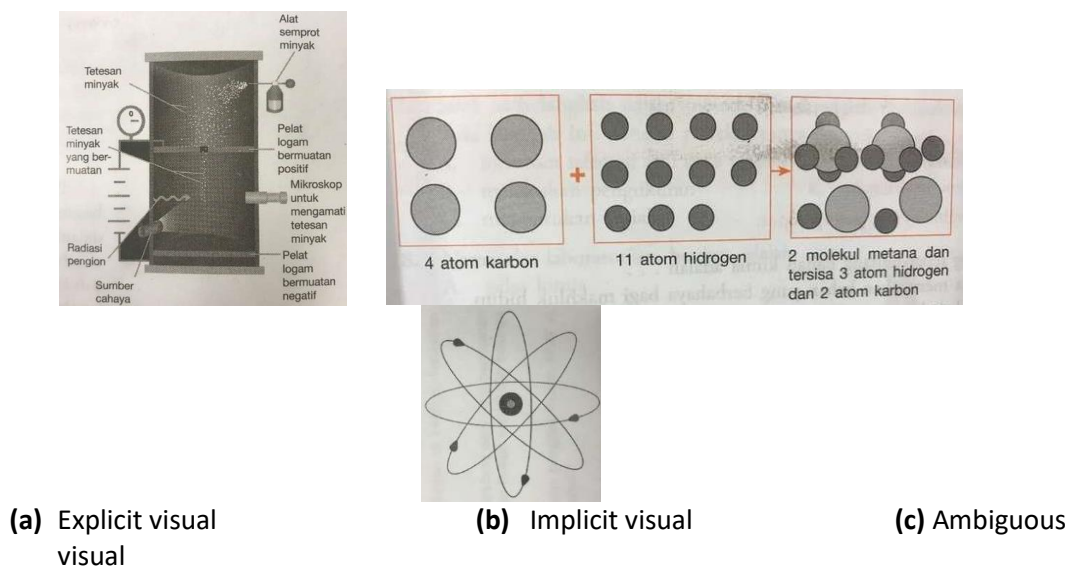 Alat
semprot
minyak
Tetesan
minyak
Tetesan
minyak
yang ber-
muatan
Pelat
logam
bermuatan
positif
Mikroskop
untuk
mengamati
tetesan
minyak
Radiasi
pengion
Sumber
cahaya
Pelat
logam
bermuatan
negatif
+
4 atom karbon
11 atom hidrogen
2 molekul metana dan
tersisa 3 atom hidrogen
dan 2 atom karbon
(a) Explicit visual
(b) Implicit visual
(c) Ambiguous
visual